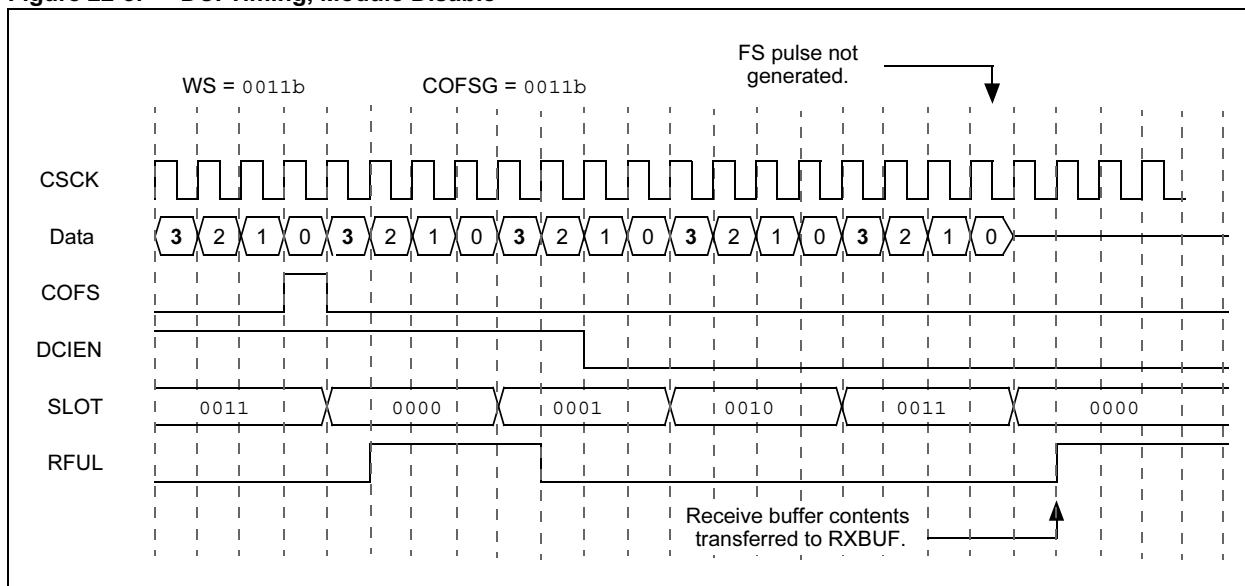 Figure DCI Timing, Module Disable
FS pulse not
generated.
WS = 0011b COFSG = 0011b
CSCK
Data 3 2 1 0 3 2 1 0 3 2 1 0 3 2 1 0 3 2 1 0
COFS
DCIEN
SLOT 0011 0000 0001 0010 0011 0000
RFUL
Receive buffer contents
transferred to RXBUF.